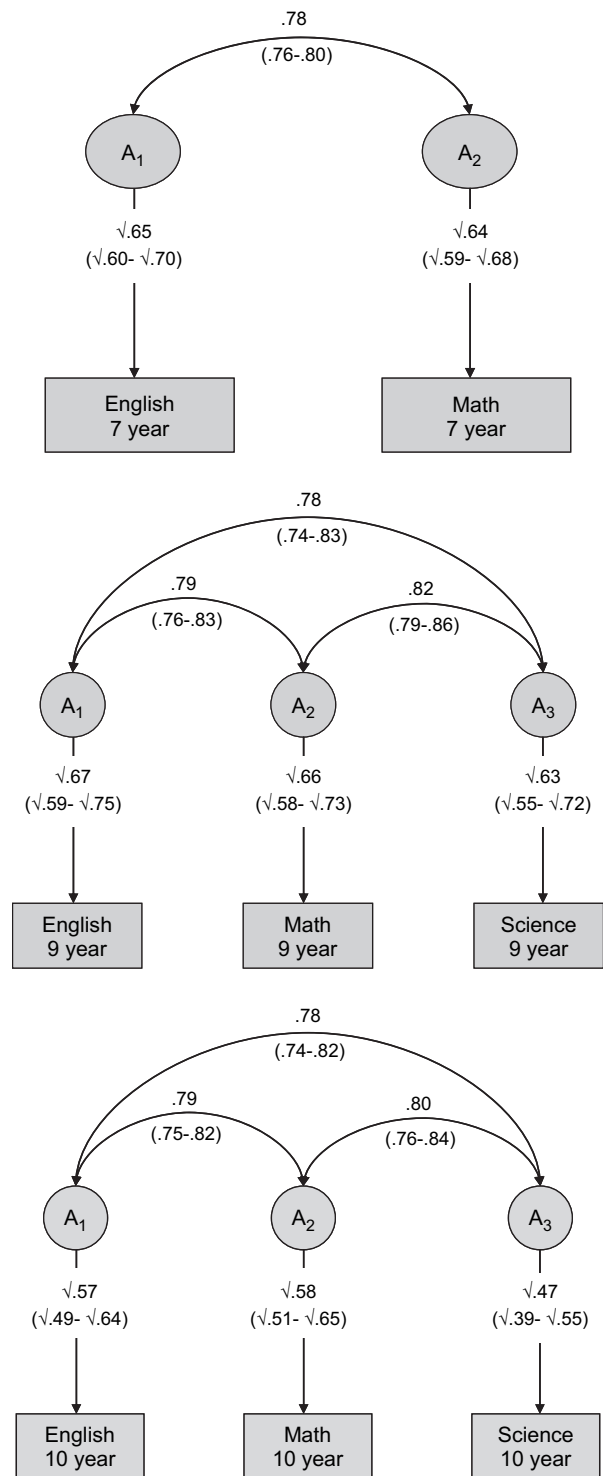 .78
(.76-.80)
A₁ A₂
√.65 √.64
(√.60- √.70) (√.59- √.68)
English Math
7 year 7 year
.78
(.74-.83)
.79 .82
(.76-.83) (.79-.86)
A₁ A₂ A₃
√.67 √.66 √.63
(√.59- √.75) (√.58- √.73) (√.55- √.72)
English Math Science
9 year 9 year 9 year
.78
(.74-.82)
.79 .80
(.75-.82) (.76-.84)
A₁ A₂ A₃
√.57 √.58 √.47
(√.49- √.64) (√.51- √.65) (√.39- √.55)
English Math Science
10 year 10 year 10 year